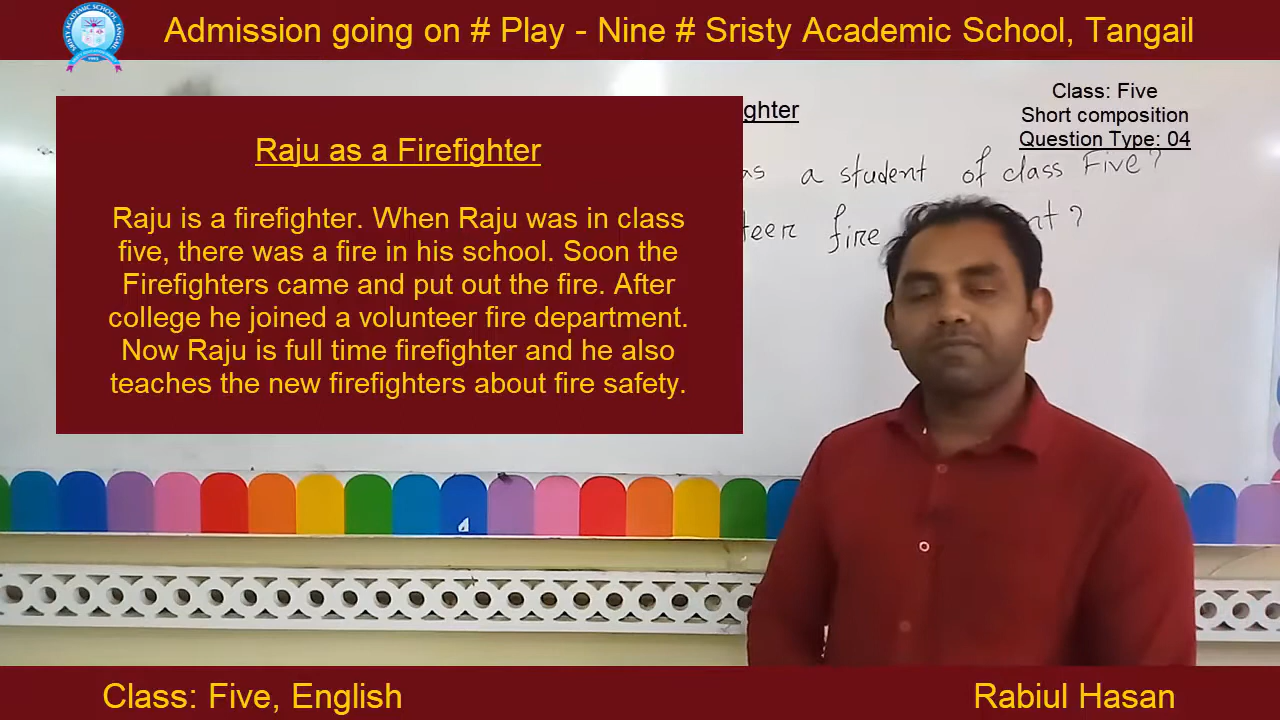 Admission going on # Play - Nine # Sristy Academic School, Tangail
Class: Five
Short composition
Question Type: 04
ghter
as a student of class Five?
teer fire nt?
Raju as a Firefighter
Raju is a firefighter. When Raju was in class
five, there was a fire in his school. Soon the
Firefighters came and put out the fire. After
college he joined a volunteer fire department.
Now Raju is full time firefighter and he also
teaches the new firefighters about fire safety.
Class: Five, English
Rabiul Hasan